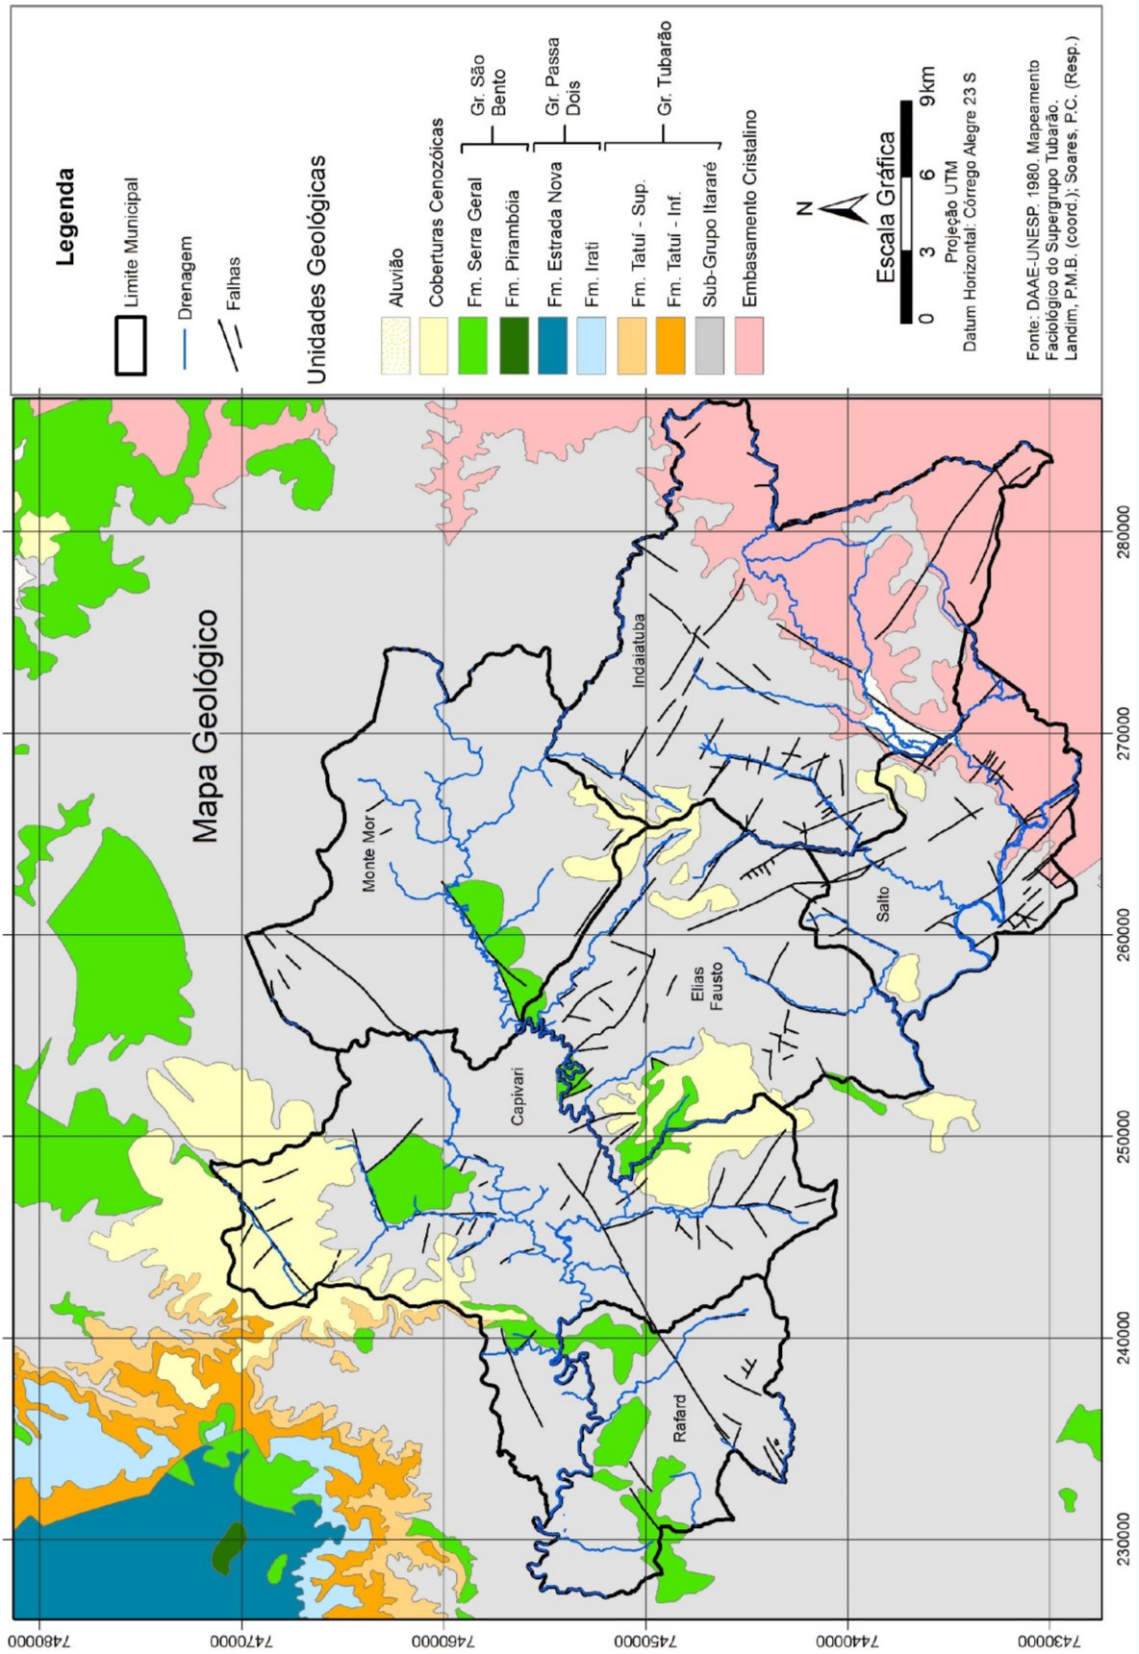 Mapa Geológico
Monte Mor
Indaiatuba
Capivari
Elias
Fausto
Salto
Rafard
7480000
7470000
7460000
7450000
7440000
7430000
230000
240000
250000
260000
270000
280000
Legenda
Limite Municipal
Drenagem
Falhas
Unidades Geológicas
Aluvião
Coberturas Cenozóicas
Fm. Serra Geral
Fm. Pirambóia
Gr. São
Bento
Fm. Estrada Nova
Fm. Irati
Gr. Passa
Dois
Fm. Tatuí - Sup.
Fm. Tatuí - Inf.
Sub-Grupo Itararé
Gr. Tubarão
Embasamento Cristalino
N
Escala Gráfica
0 3 6 9km
Projeção UTM
Datum Horizontal: Córrego Alegre 23 S
Fonte: DAAE-UNESP. 1980. Mapeamento
Faciológico do Supergrupo Tubarão.
Landim, P.M.B. (coord.); Soares, P.C. (Resp.)